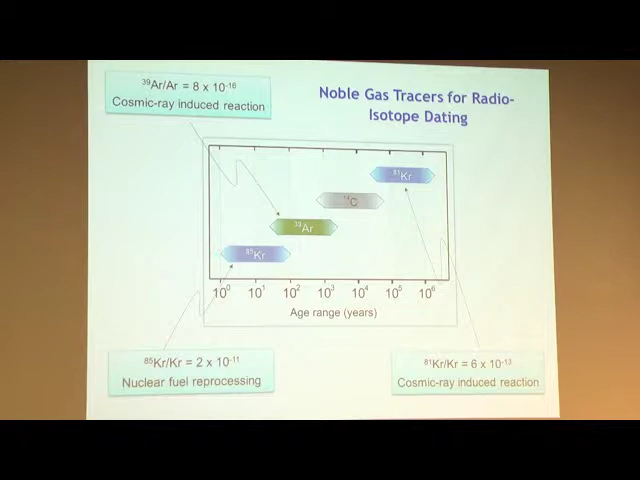 ³⁹Ar/Ar = 8 x 10⁻¹⁶
Cosmic-ray induced reaction
Noble Gas Tracers for Radio-
Isotope Dating
⁸¹Kr
¹⁴C
³⁹Ar
⁸⁵Kr
10⁰ 10¹ 10² 10³ 10⁴ 10⁵ 10⁶
Age range (years)
⁸⁵Kr/Kr = 2 x 10⁻¹¹
Nuclear fuel reprocessing
⁸¹Kr/Kr = 6 x 10⁻¹³
Cosmic-ray induced reaction